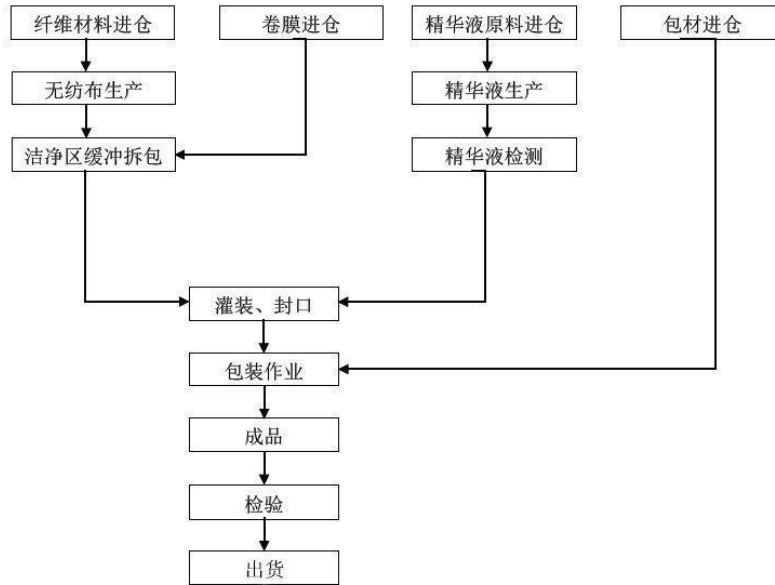 纤维材料进仓
卷膜进仓
精华液原料进仓
包材进仓
无纺布生产
精华液生产
洁净区缓冲拆包
精华液检测
灌装、封口
包装作业
成品
检验
出货